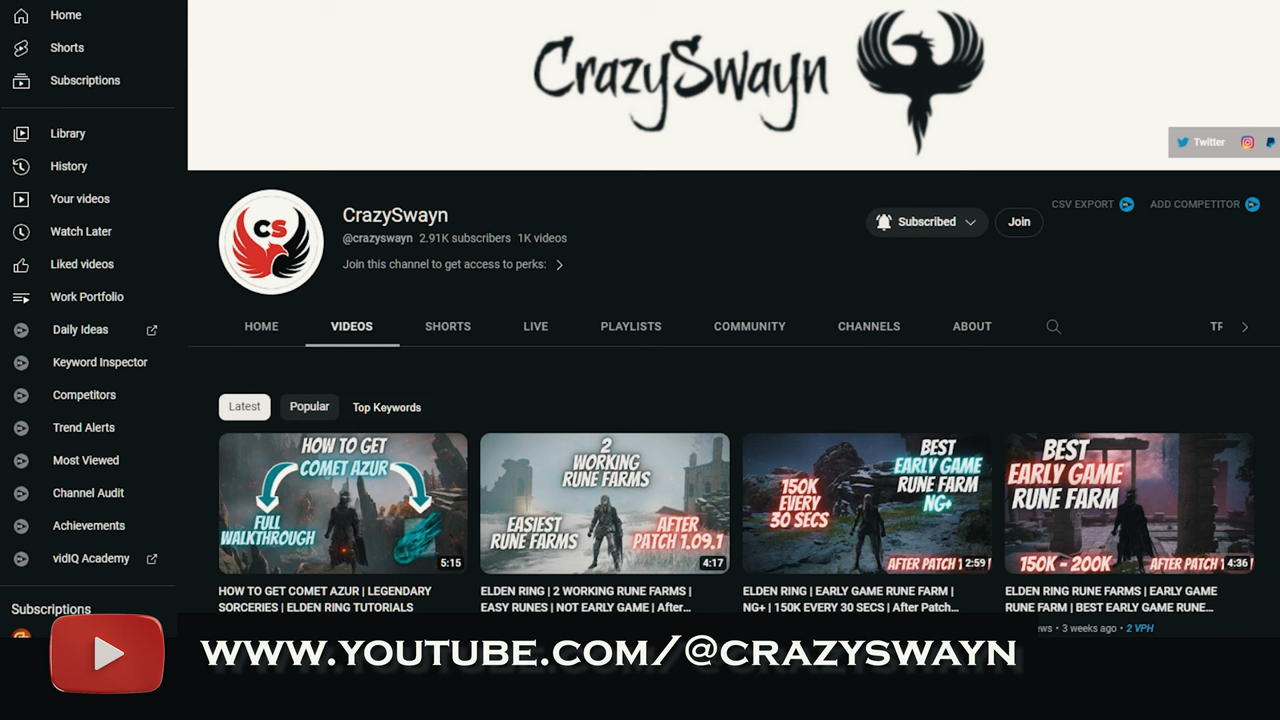 Home
Shorts
Subscriptions
Library
History
Your videos
Watch Later
Liked videos
Work Portfolio
Daily Ideas
Keyword Inspector
Competitors
Trend Alerts
Most Viewed
Channel Audit
Achievements
vidIQ Academy
Subscriptions
CrazySwayn
Twitter
CS
CrazySwayn
@crazyswayn 2.91K subscribers 1K videos
Join this channel to get access to perks:
Subscribed
Join
CSV EXPORT
ADD COMPETITOR
HOME VIDEOS SHORTS LIVE PLAYLISTS COMMUNITY CHANNELS ABOUT
Latest Popular Top Keywords
HOW TO GET
COMET AZUR
FULL
WALKTHROUGH
5:15
HOW TO GET COMET AZUR | LEGENDARY
SORCERIES | ELDEN RING TUTORIALS
2
WORKING
RUNE FARMS
EASIEST
RUNE FARMS
AFTER
PATCH 1.09.1
4:17
ELDEN RING | 2 WORKING RUNE FARMS |
EASY RUNES | NOT EARLY GAME | After...
BEST
EARLY GAME
RUNE FARM
NG+
150K
EVERY
30 SECS
AFTER PATCH 1
2:59
ELDEN RING | EARLY GAME RUNE FARM |
NG+ | 150K EVERY 30 SECS | After Patch...
BEST
EARLY GAME
RUNE FARM
150K - 200K
AFTER PATCH 1
4:36
ELDEN RING RUNE FARMS | EARLY GAME
RUNE FARM | BEST EARLY GAME RUNE...
3 weeks ago • 2 VPH
WWW.YOUTUBE.COM/@CRAZYSWAYN